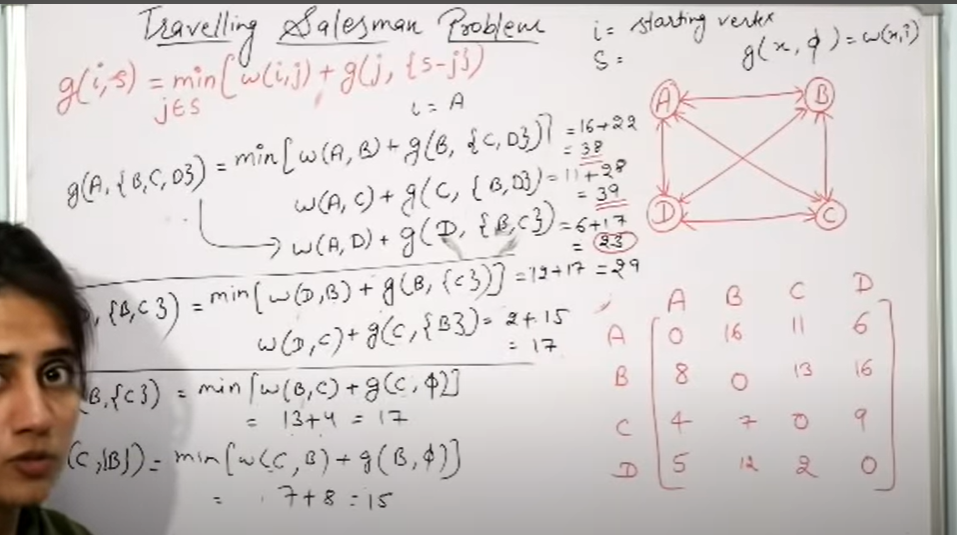 Travelling Salesman Problem
i = starting vertex
S =
g(x, ϕ) = w(x,i)
g(i,s) = min[w(i,j) + g(j, {s-j})
j∈s
i = A
g(A, {B,C,D}) = min[w(A,B) + g(B, {C,D})] = 16+22
= 38
w(A,C) + g(C, {B,D}) = 11+28
= 39
w(A,D) + g(D, {B,C}) = 6+17
= 23
, {B,C}) = min[w(D,B) + g(B, {C})] = 12+17 = 29
w(D,C) + g(C, {B}) = 2+15
= 17
B,{C}) = min[w(B,C) + g(C,ϕ)]
= 13+4 = 17
(C,{B}) = min[w(C,B) + g(B,ϕ)]
= 7+8 = 15
A B
D C
A B C D
A 0 16 11 6
B 8 0 13 16
C 4 7 0 9
D 5 12 2 0